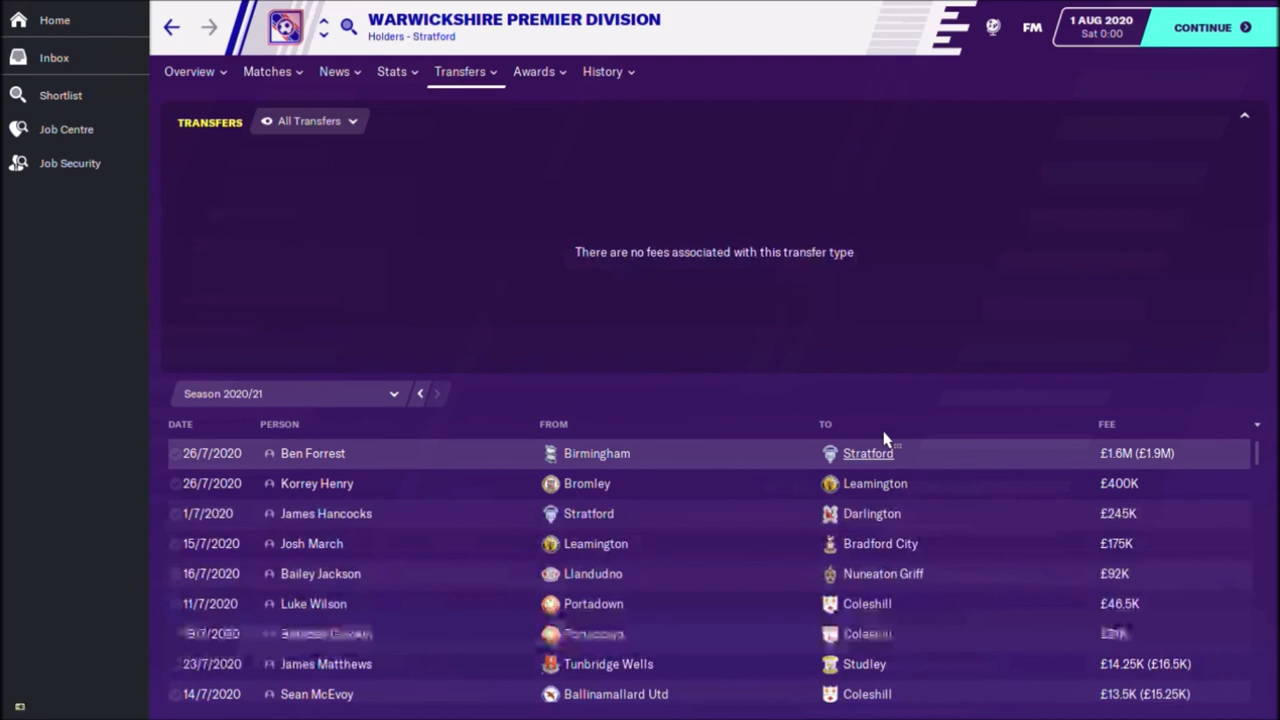 Home
Inbox
Shortlist
Job Centre
Job Security
WARWICKSHIRE PREMIER DIVISION
Holders - Stratford
FM
1 AUG 2020
Sat 0:00
CONTINUE
Overview Matches News Stats Transfers Awards History
TRANSFERS All Transfers
There are no fees associated with this transfer type
Season 2020/21
DATE PERSON FROM TO FEE
26/7/2020 Ben Forrest Birmingham Stratford £1.6M (£1.9M)
26/7/2020 Korrey Henry Bromley Leamington £400K
1/7/2020 James Hancocks Stratford Darlington £245K
15/7/2020 Josh March Leamington Bradford City £175K
16/7/2020 Bailey Jackson Llandudno Nuneaton Griff £92K
11/7/2020 Luke Wilson Portadown Coleshill £46.5K
23/7/2020 James Matthews Tunbridge Wells Studley £14.25K (£16.5K)
14/7/2020 Sean McEvoy Ballinamallard Utd Coleshill £13.5K (£15.25K)